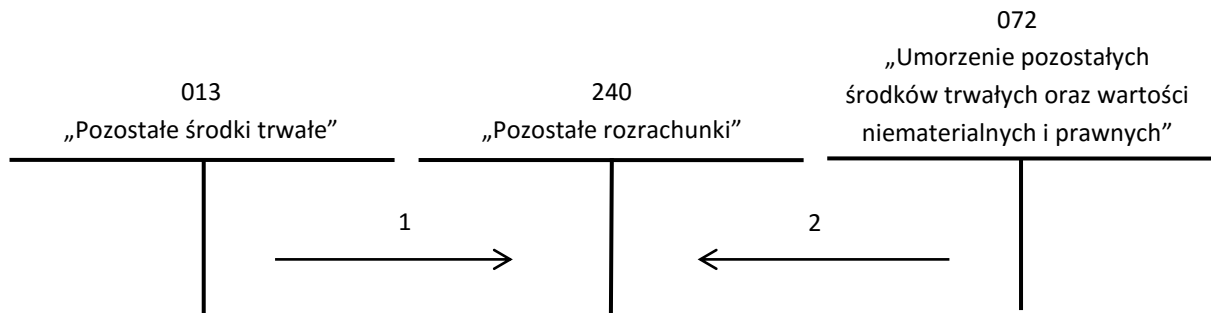 013
„Pozostałe środki trwałe”
240
„Pozostałe rozrachunki”
072
„Umorzenie pozostałych
środków trwałych oraz wartości
niematerialnych i prawnych”
1
2